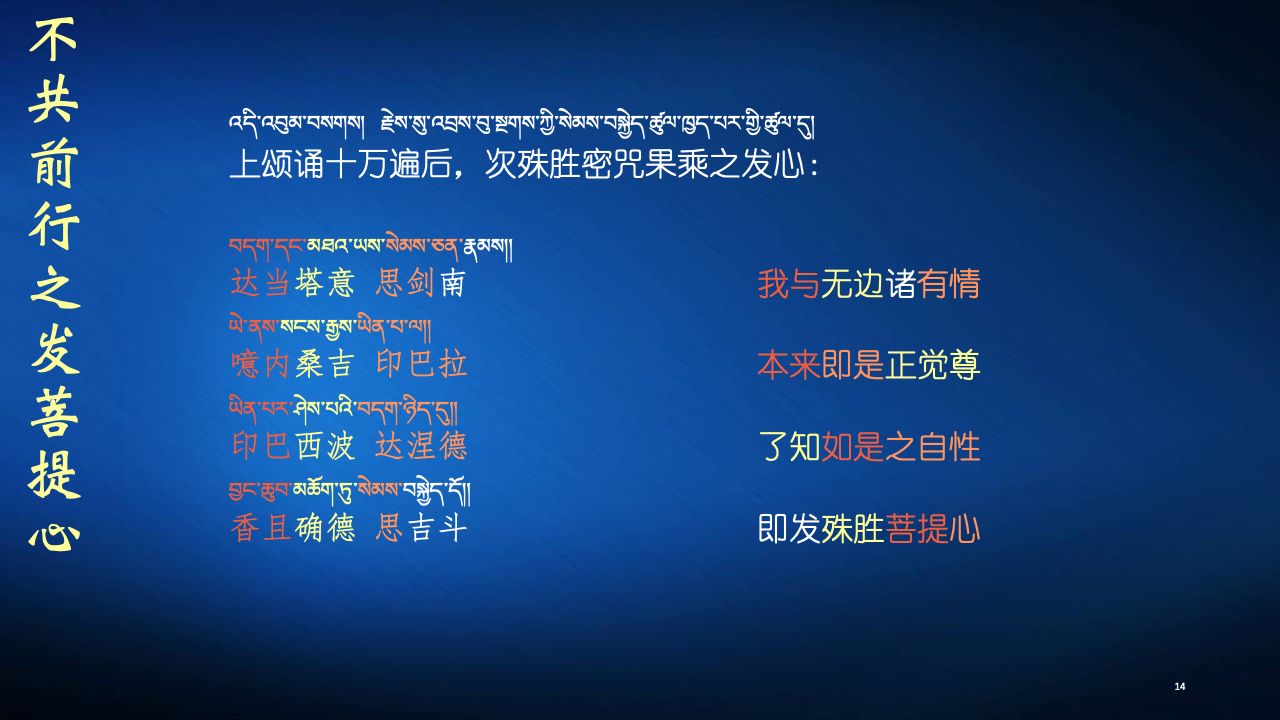 不共前行之发菩提心
འདི་འབུམ་བསགས། རྗེས་སུ་འབྲས་བུ་སྔགས་ཀྱི་སེམས་བསྐྱེད་ཚུལ་ཁྱད་པར་གྱི་ཚུལ་དུ།
上颂诵十万遍后，次殊胜密咒果乘之发心：
བདག་དང་མཐའ་ཡས་སེམས་ཅན་རྣམས།།
达当塔意 思剑南 我与无边诸有情
ཡེ་ནས་སངས་རྒྱས་ཡིན་པ་ལ།།
噫内桑吉 印巴拉 本来即是正觉尊
ཡིན་པར་ཤེས་པའི་བདག་ཉིད་དུ།།
印巴西波 达涅德 了知如是之自性
བྱང་ཆུབ་མཆོག་ཏུ་སེམས་བསྐྱེད་དོ།།
香且确德 思吉斗 即发殊胜菩提心
14